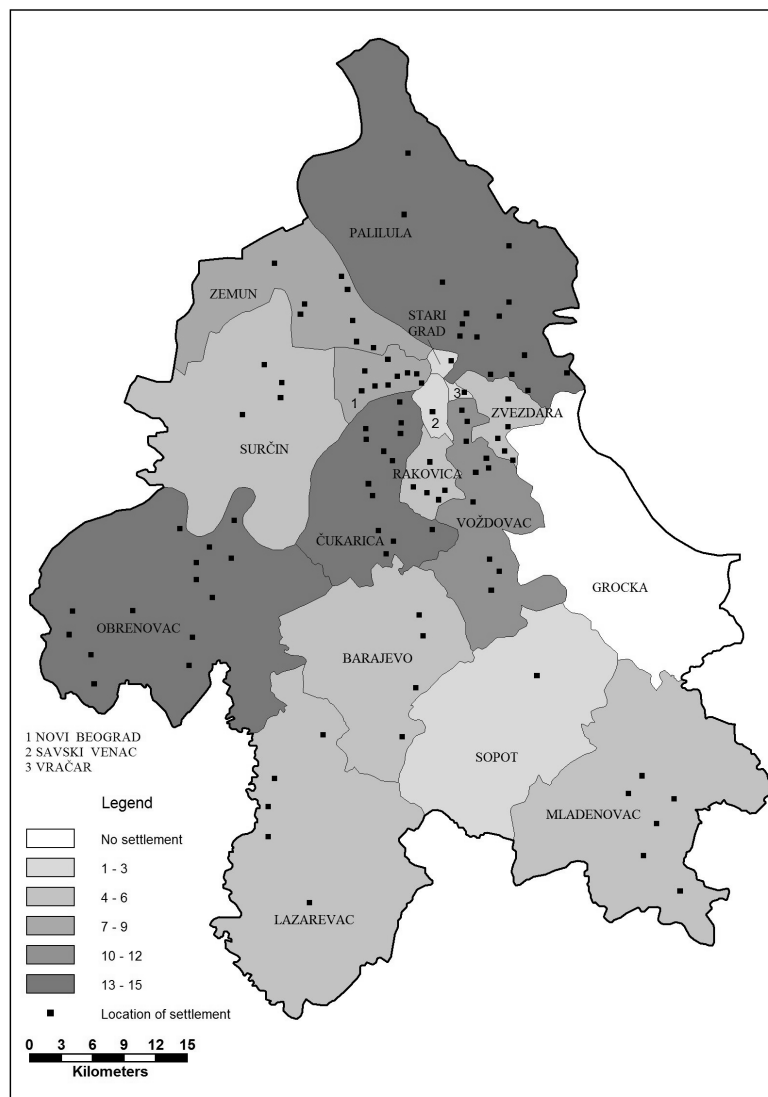 PALILULA
ZEMUN
STARI
GRAD
1
3
2
ZVEZDARA
SURČIN
RAKOVICA
VOŽDOVAC
ČUKARICA
GROCKA
OBRENOVAC
BARAJEVO
1 NOVI BEOGRAD
2 SAVSKI VENAC
3 VRAČAR
SOPOT
MLADENOVAC
LAZAREVAC
Legend
No settlement
1 - 3
4 - 6
7 - 9
10 - 12
13 - 15
Location of settlement
0 3 6 9 12 15
Kilometers